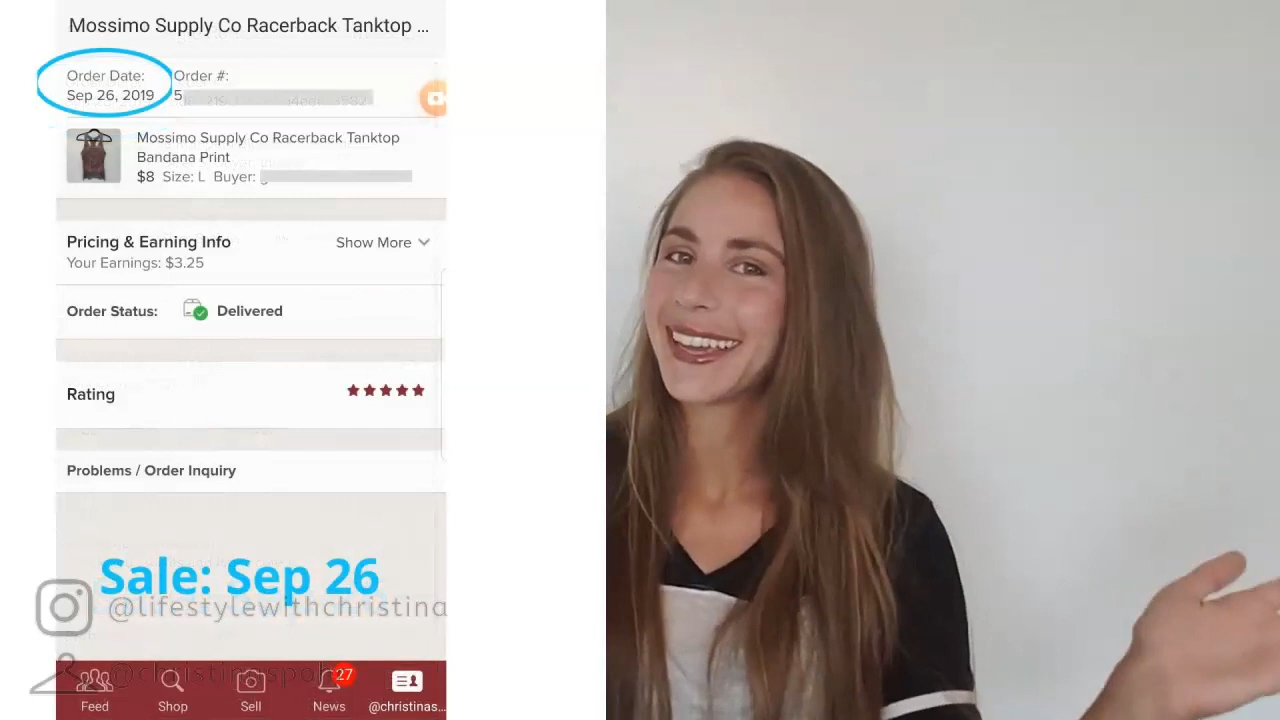 Mossimo Supply Co Racerback Tanktop ...
Order Date: Order #:
Sep 26, 2019 5
Mossimo Supply Co Racerback Tanktop
Bandana Print
$8 Size: L Buyer:
Pricing & Earning Info Show More
Your Earnings: $3.25
Order Status: Delivered
Rating
Problems / Order Inquiry
Sale: Sep 26
@lifestylewithchristina
27
Feed Shop Sell News @christinas...